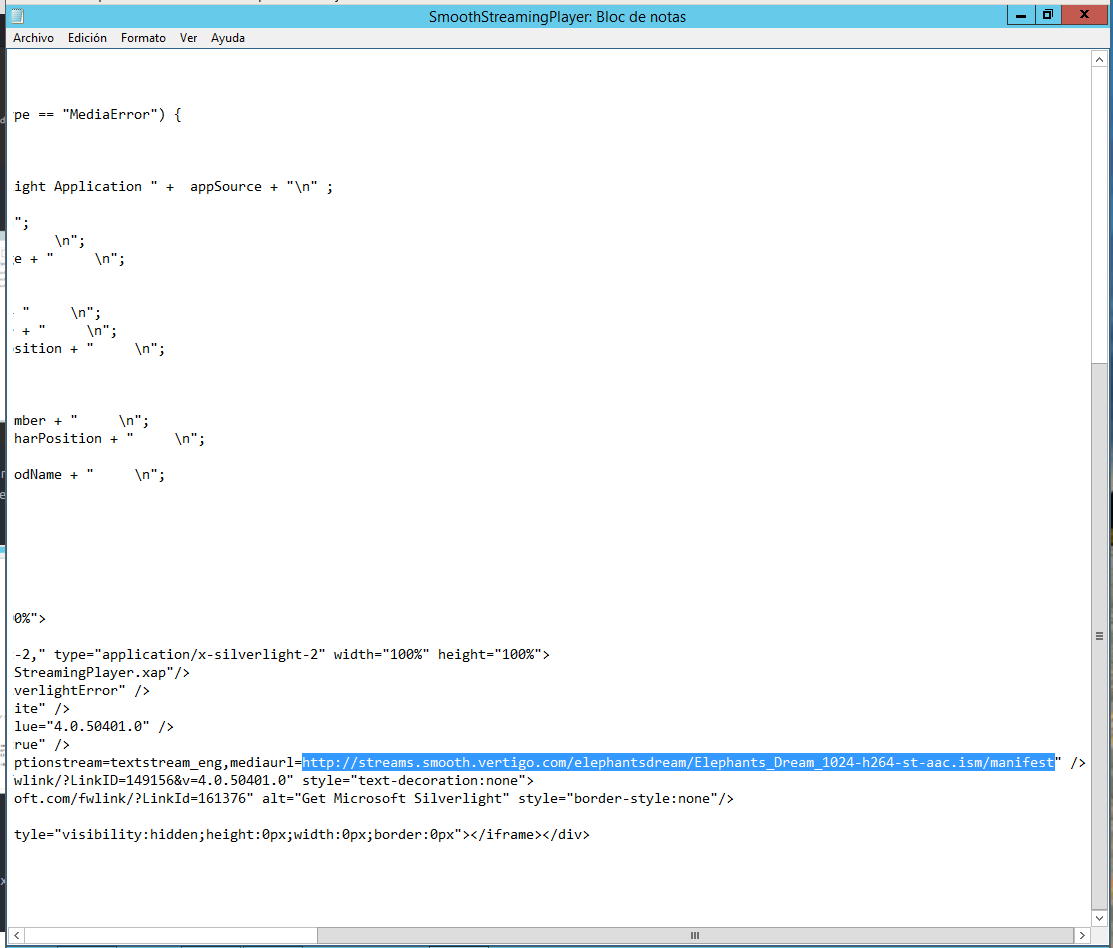 SmoothStreamingPlayer: Bloc de notas
Archivo Edición Formato Ver Ayuda
pe == "MediaError") {
ight Application " +  appSource + "\n" ;
";
     \n";
e + "     \n";
"     \n";
+ "     \n";
sition + "     \n";
mber + "     \n";
harPosition + "     \n";
odName + "     \n";
0%">
-2," type="application/x-silverlight-2" width="100%" height="100%">
StreamingPlayer.xap"/>
verlightError" />
ite" />
lue="4.0.50401.0" />
rue" />
ptionstream=textstream_eng,mediaurl=http://streams.smooth.vertigo.com/elephantsdream/Elephants_Dream_1024-h264-st-aac.ism/manifest" />
wlink/?LinkID=149156&v=4.0.50401.0" style="text-decoration:none">
oft.com/fwlink/?LinkId=161376" alt="Get Microsoft Silverlight" style="border-style:none"/>
tyle="visibility:hidden;height:0px;width:0px;border:0px"></iframe></div>